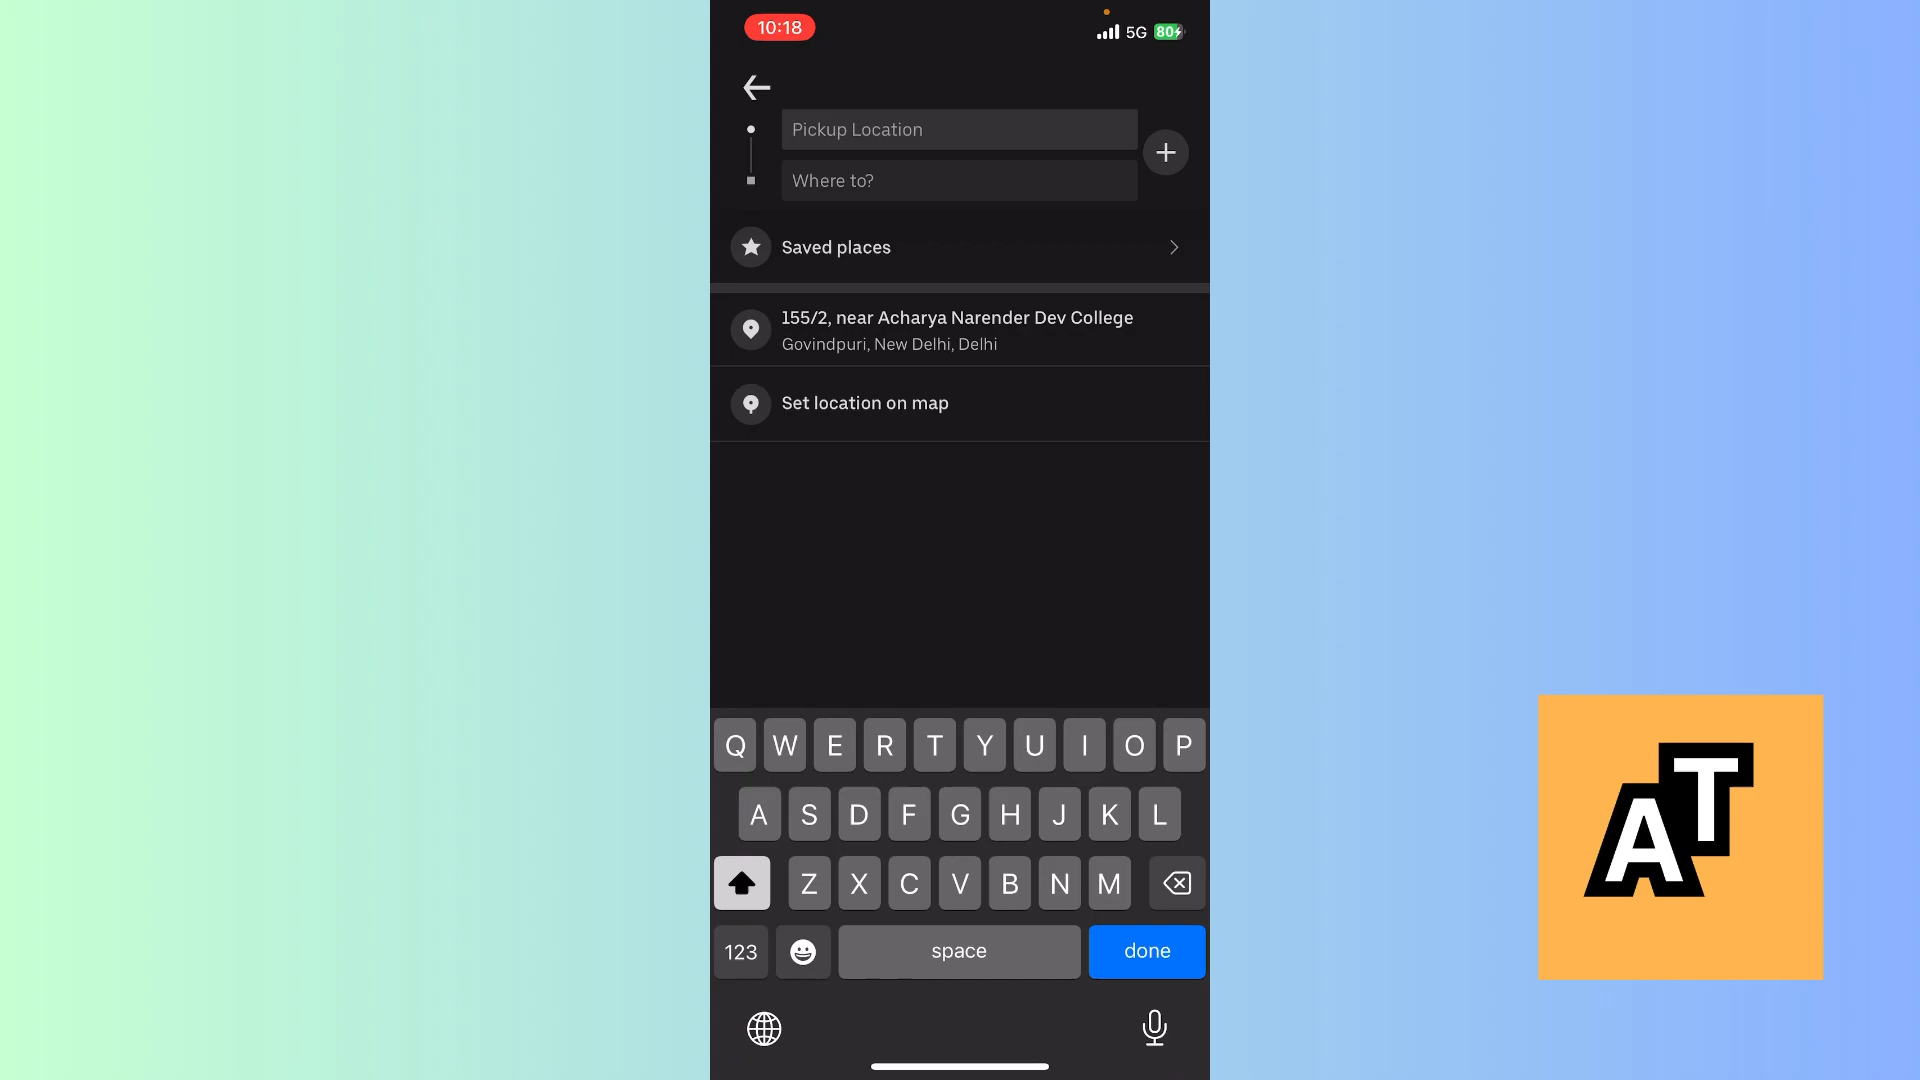 10:18
5G 80
Pickup Location
Where to?
Saved places
155/2, near Acharya Narender Dev College
Govindpuri, New Delhi, Delhi
Set location on map
Q W E R T Y U I O P
A S D F G H J K L
Z X C V B N M
123 space done
AT